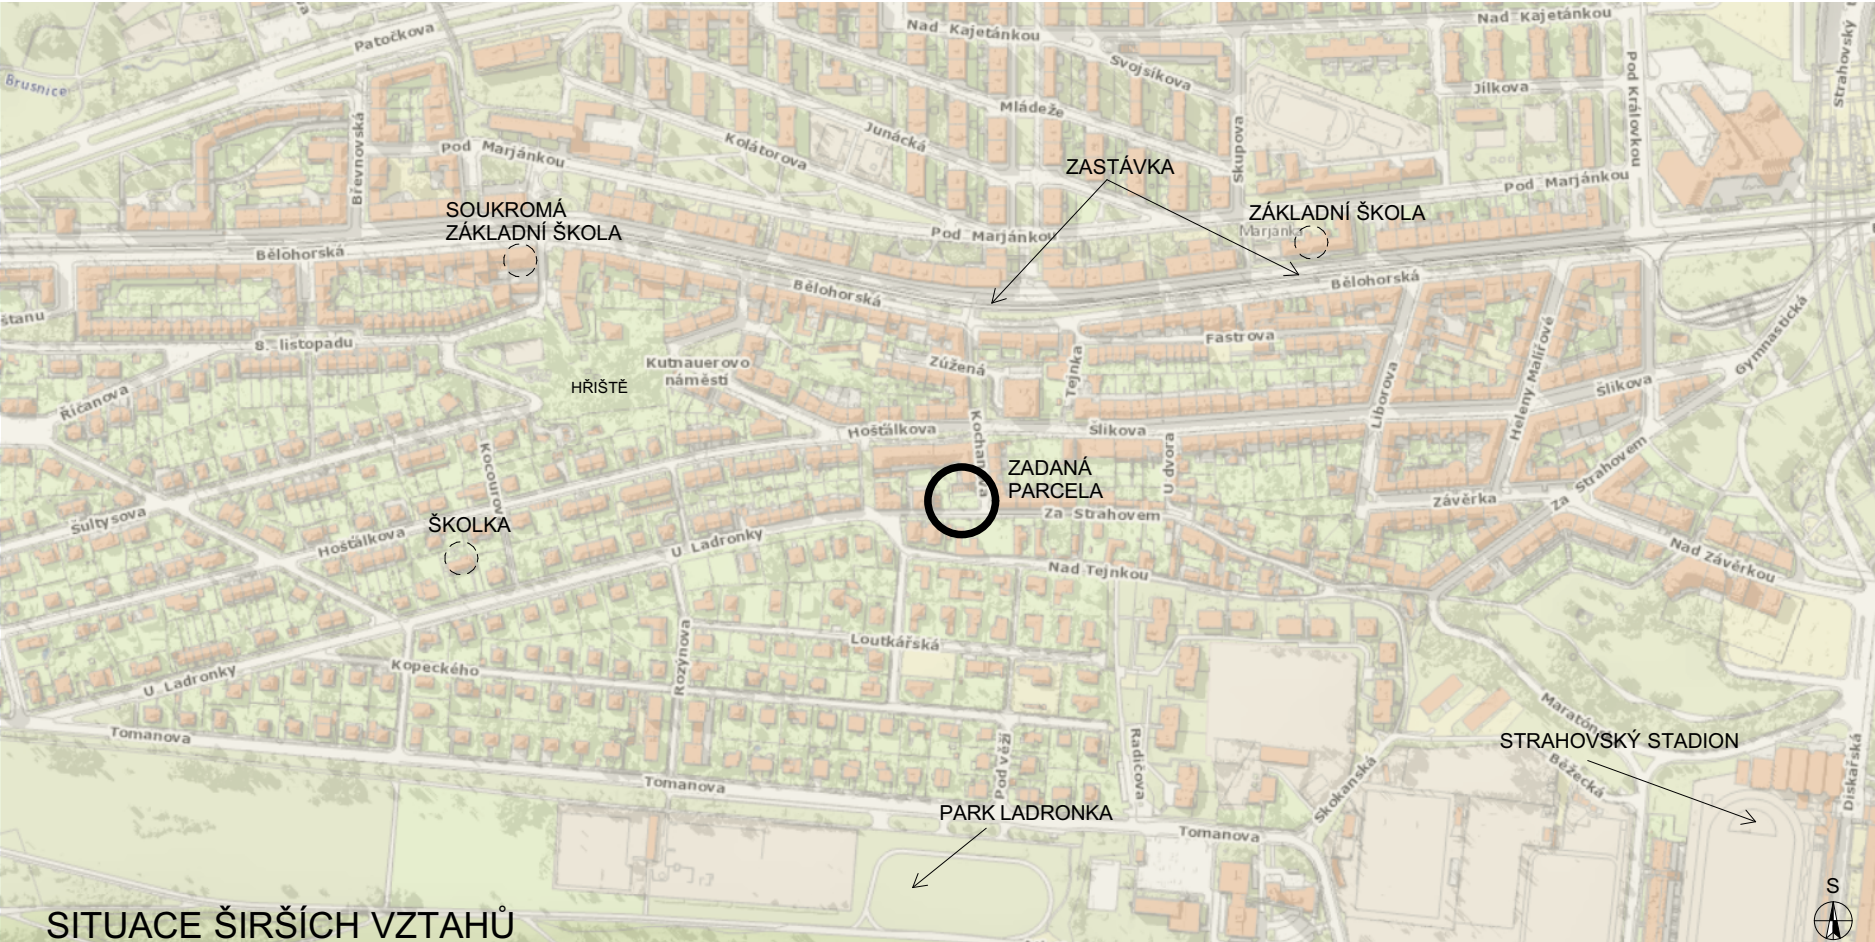 Nad Kajetánkou
Nad Kajetánkou
Patočkova
Strahovský
Svojsíkova
Pod Královkou
Brusnice
Jílkova
Mládeže
Břevnovská
Junácká
Kolátorova
Skupova
Pod Marjánkou
ZASTÁVKA
Pod Marjánkou
SOUKROMÁ
ZÁKLADNÍ ŠKOLA
ZÁKLADNÍ ŠKOLA
Marjánka
Pod Marjánkou
Bělohorská
Bělohorská
Bělohorská
štanu
Gymnastická
Fastrova
8. listopadu
Heleny Malířové
Tejnka
Kutnauerovo
náměstí
Zúžená
HŘIŠTĚ
Liborova
Šlikova
Říčanova
Kochanova
Hošťálkova
Šlikova
Kocourova
U dvora
Za Strahovem
ZADANÁ
PARCELA
Závěrka
Šultysova
Za Strahovem
ŠKOLKA
Hošťálkova
U Ladronky
Nad Závěrkou
Nad Tejnkou
Rozýnova
Loutkářská
Kopeckého
U Ladronky
Maratónská
Tomanova
STRAHOVSKÝ STADION
Pod věží
Radičova
Běžecká
Diskařská
Skokanská
Tomanova
PARK LADRONKA
Tomanova
S
SITUACE ŠIRŠÍCH VZTAHŮ